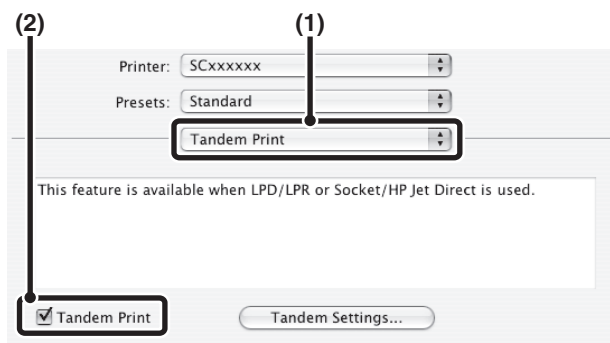 (2) (1)
Printer: SCxxxxxx
Presets: Standard
Tandem Print
This feature is available when LPD/LPR or Socket/HP Jet Direct is used.
Tandem Print Tandem Settings...